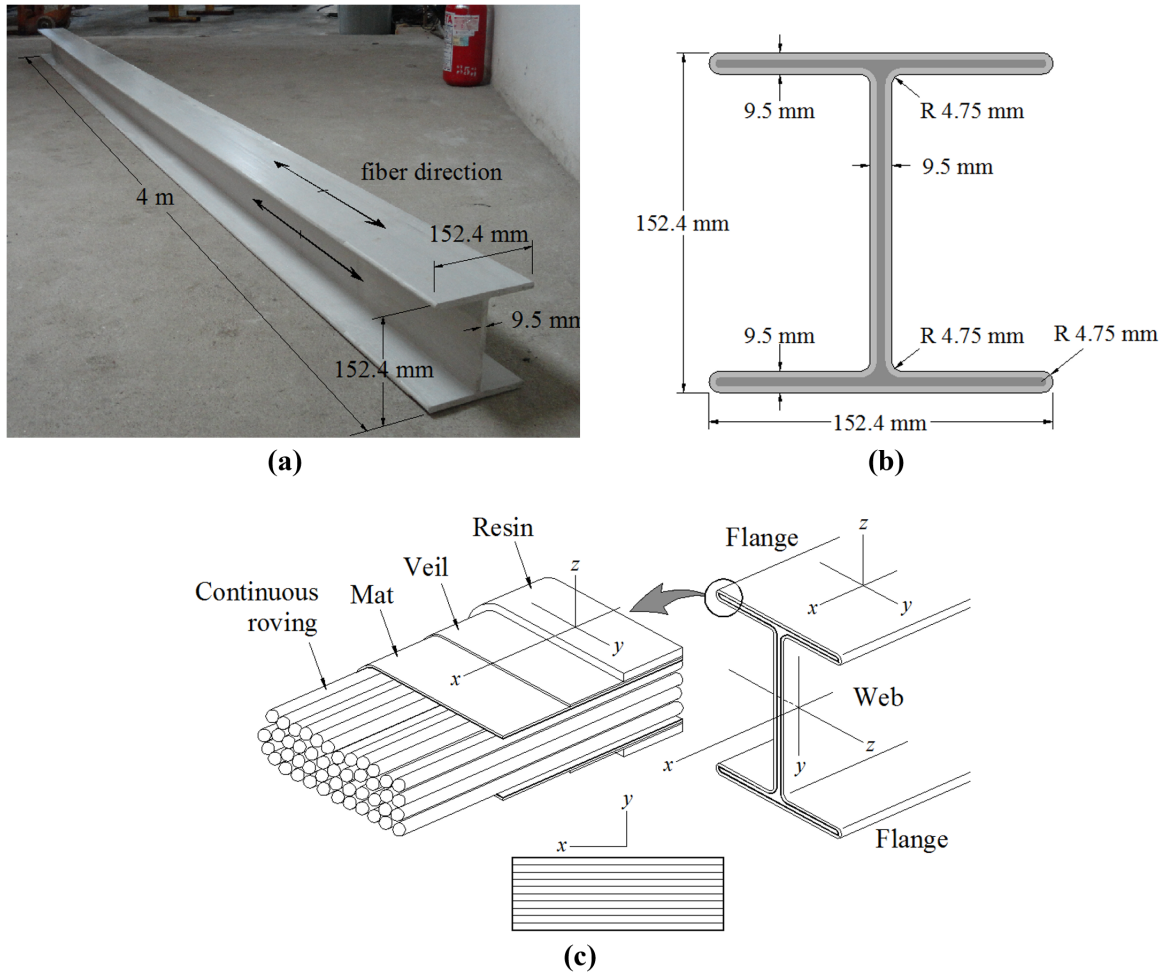 fiber direction
4 m
152.4 mm
9.5 mm
152.4 mm
(a)
9.5 mm
R 4.75 mm
9.5 mm
152.4 mm
9.5 mm
R 4.75 mm
R 4.75 mm
152.4 mm
(b)
Resin
Veil
Mat
Continuous
roving
z
y
x
Flange
z
x
y
Web
z
x
y
Flange
y
x
(c)